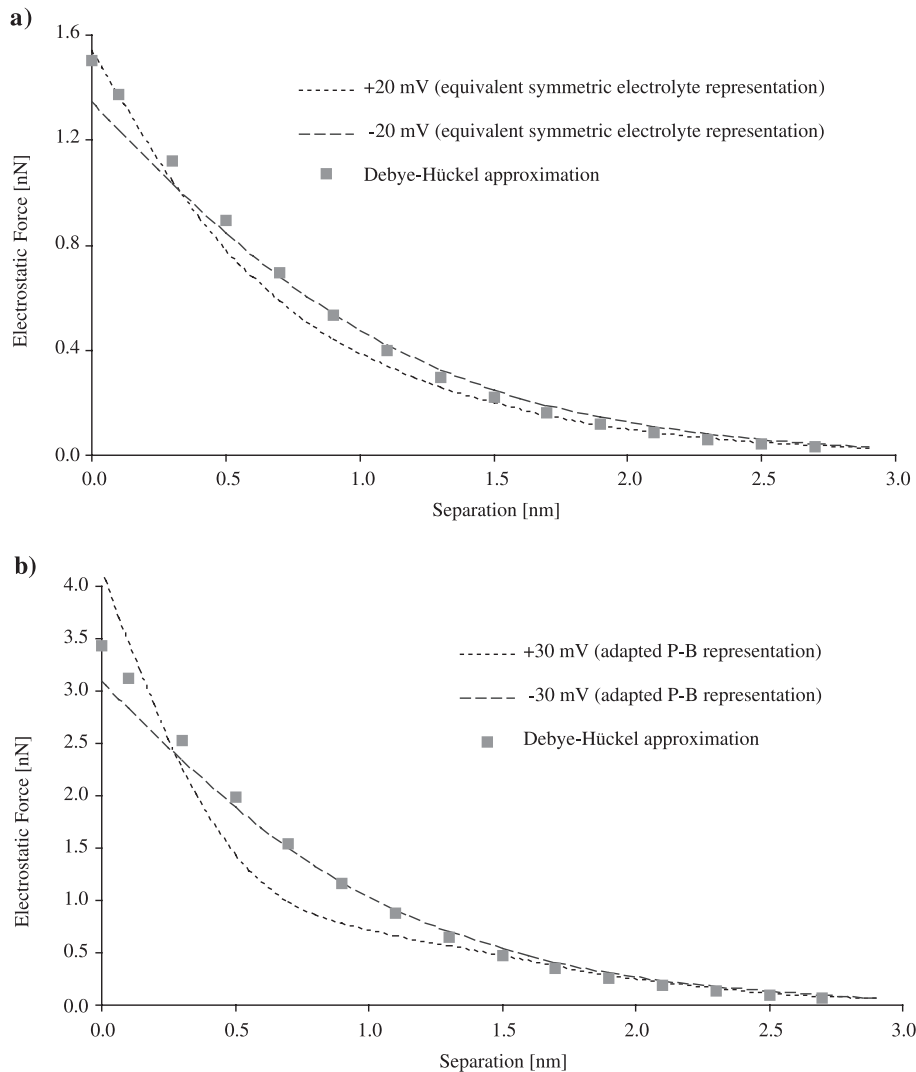 a)
1.6
1.2
0.8
0.4
0.0
Electrostatic Force [nN]
+20 mV (equivalent symmetric electrolyte representation)
-20 mV (equivalent symmetric electrolyte representation)
Debye-Hückel approximation
0.0 0.5 1.0 1.5 2.0 2.5 3.0
Separation [nm]
b)
4.0
3.5
3.0
2.5
2.0
1.5
1.0
0.5
0.0
Electrostatic Force [nN]
+30 mV (adapted P-B representation)
-30 mV (adapted P-B representation)
Debye-Hückel approximation
0.0 0.5 1.0 1.5 2.0 2.5 3.0
Separation [nm]